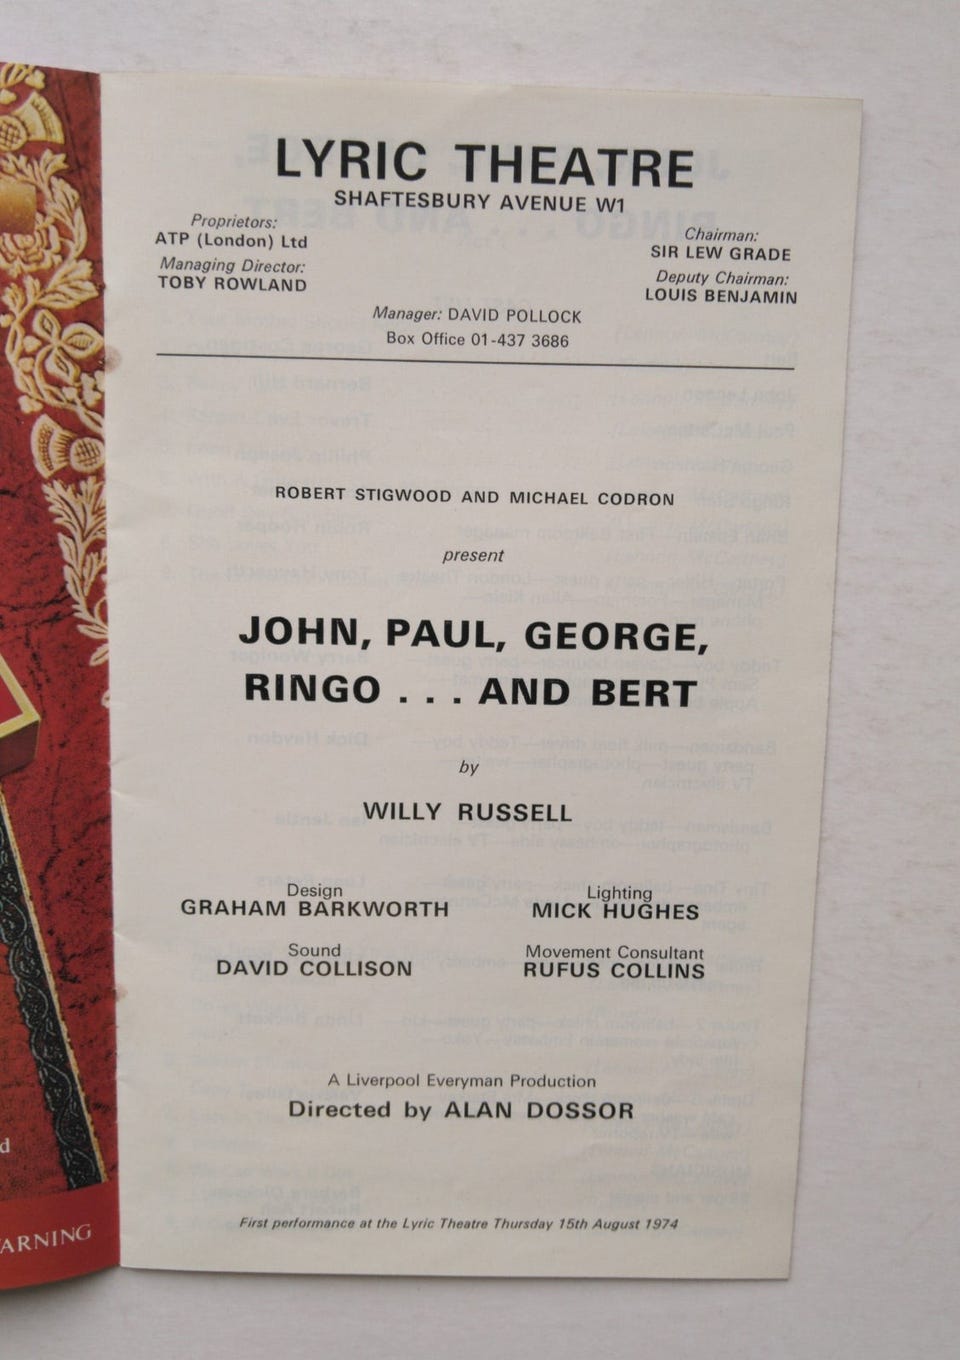 LYRIC THEATRE
SHAFTESBURY AVENUE W1
Proprietors:
ATP (London) Ltd
Managing Director:
TOBY ROWLAND
Chairman:
SIR LEW GRADE
Deputy Chairman:
LOUIS BENJAMIN
Manager: DAVID POLLOCK
Box Office 01-437 3686
ROBERT STIGWOOD AND MICHAEL CODRON
present
JOHN, PAUL, GEORGE,
RINGO . . . AND BERT
by
WILLY RUSSELL
Design
GRAHAM BARKWORTH
Lighting
MICK HUGHES
Sound
DAVID COLLISON
Movement Consultant
RUFUS COLLINS
A Liverpool Everyman Production
Directed by ALAN DOSSOR
First performance at the Lyric Theatre Thursday 15th August 1974
d
ARNING